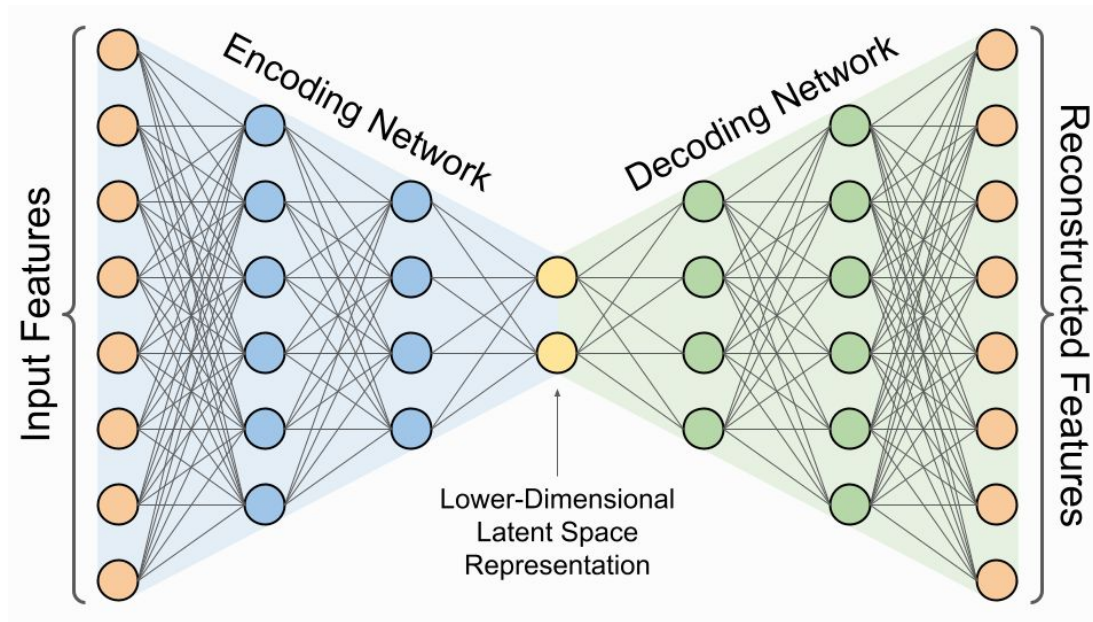 Input Features
Encoding Network
Lower-Dimensional
Latent Space
Representation
Decoding Network
Reconstructed Features